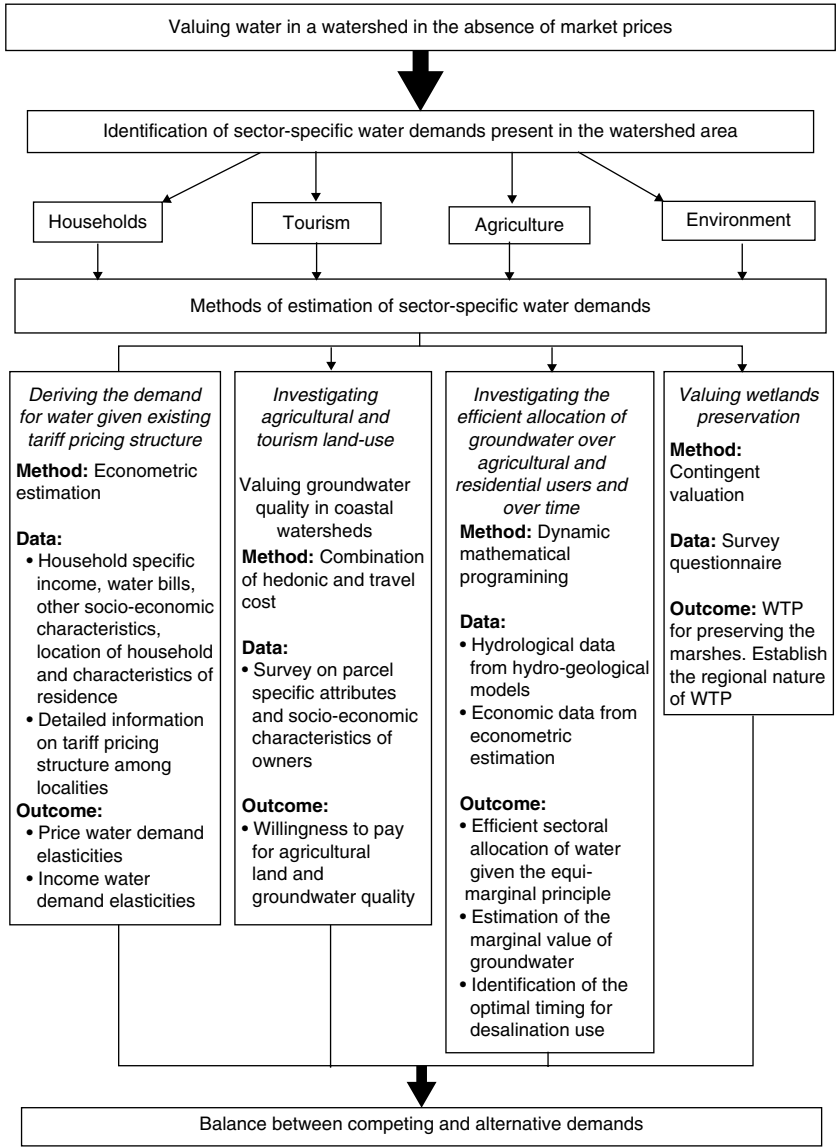 Valuing water in a watershed in the absence of market prices
Identification of sector-specific water demands present in the watershed area
Households
Tourism
Agriculture
Environment
Methods of estimation of sector-specific water demands
Deriving the demand
for water given existing
tariff pricing structure
Method: Econometric
estimation
Data:
• Household specific
income, water bills,
other socio-economic
characteristics,
location of household
and characteristics of
residence
• Detailed information
on tariff pricing
structure among
localities
Outcome:
• Price water demand
elasticities
• Income water
demand elasticities
Investigating
agricultural and
tourism land-use
Valuing groundwater
quality in coastal
watersheds
Method: Combination
of hedonic and travel
cost
Data:
• Survey on parcel
specific attributes
and socio-economic
characteristics of
owners
Outcome:
• Willingness to pay
for agricultural
land and
groundwater quality
Investigating the
efficient allocation of
groundwater over
agricultural and
residential users and
over time
Method: Dynamic
mathematical
programining
Data:
• Hydrological data
from hydro-geological
models
• Economic data from
econometric
estimation
Outcome:
• Efficient sectoral
allocation of water
given the equi-
marginal principle
• Estimation of the
marginal value of
groundwater
• Identification of the
optimal timing for
desalination use
Valuing wetlands
preservation
Method:
Contingent
valuation
Data: Survey
questionnaire
Outcome: WTP
for preserving the
marshes. Establish
the regional nature
of WTP
Balance between competing and alternative demands